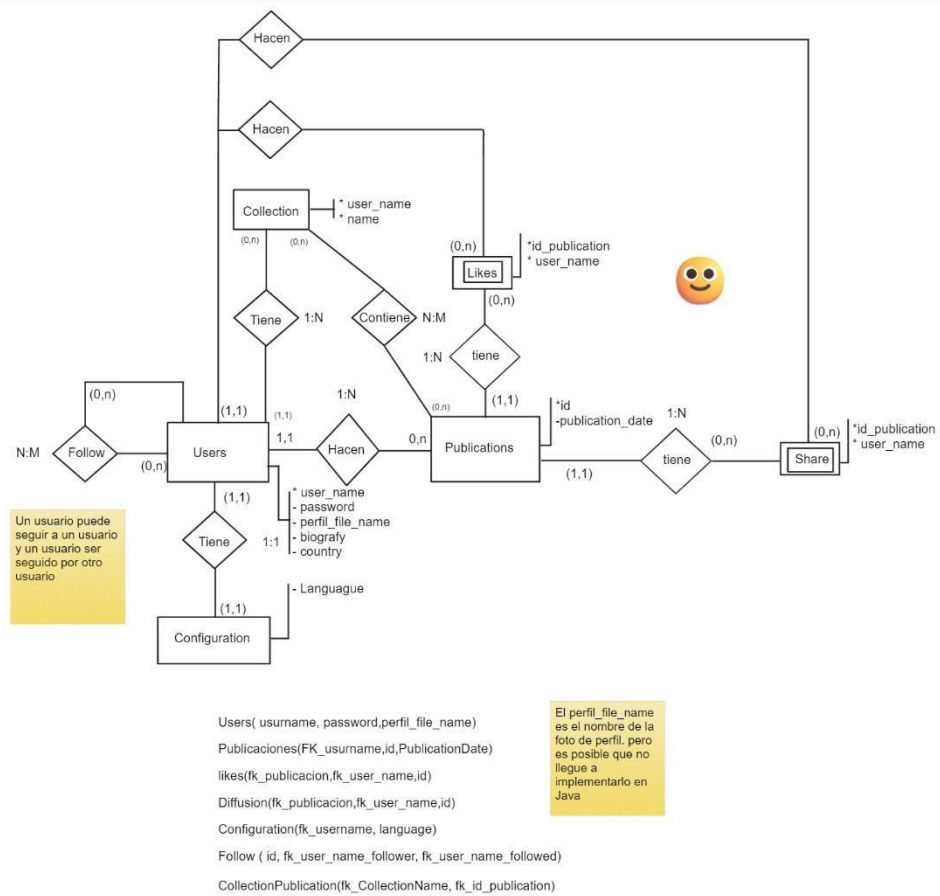 Hacen
Hacen
Collection
* user_name
* name
(0,n)
(0,n)
(0,n)
Likes
*id_publication
* user_name
(0,n)
Tiene
1:N
Contiene
N:M
1:N
tiene
(0,n)
(1,1)
(1,1)
1:N
(0,n)
(1,1)
*id
-publication_date
1:N
N:M
Follow
(0,n)
Users
1,1
Hacen
0,n
Publications
(1,1)
tiene
(0,n)
(0,n)
Share
*id_publication
* user_name
(1,1)
* user_name
- password
- perfil_file_name
- biografy
- country
Un usuario puede
seguir a un usuario
y un usuario ser
seguido por otro
usuario
Tiene
1:1
(1,1)
- Languague
Configuration
Users( usurname, password,perfil_file_name)
Publicaciones(FK_usurname,id,PublicationDate)
likes(fk_publicacion,fk_user_name,id)
Diffusion(fk_publicacion,fk_user_name,id)
Configuration(fk_username, language)
Follow ( id, fk_user_name_follower, fk_user_name_followed)
CollectionPublication(fk_CollectionName, fk_id_publication)
El perfil_file_name
es el nombre de la
foto de perfil. pero
es posible que no
llegue a
implementarlo en
Java